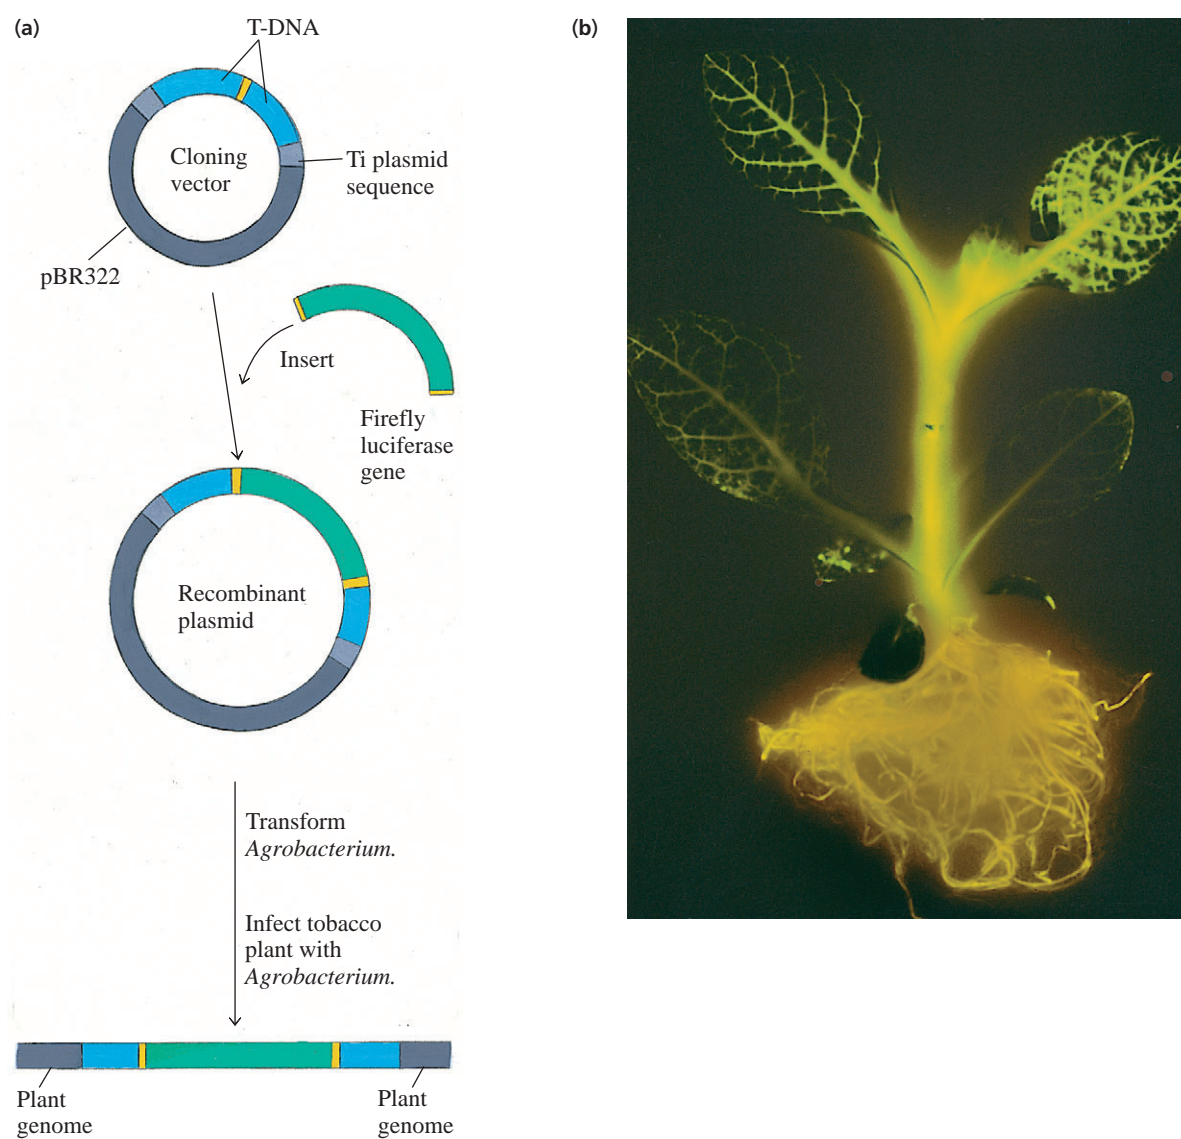 (a)
T-DNA
Cloning
vector
Ti plasmid
sequence
pBR322
Insert
Firefly
luciferase
gene
Recombinant
plasmid
Transform
Agrobacterium.
Infect tobacco
plant with
Agrobacterium.
Plant
genome
Plant
genome
(b)